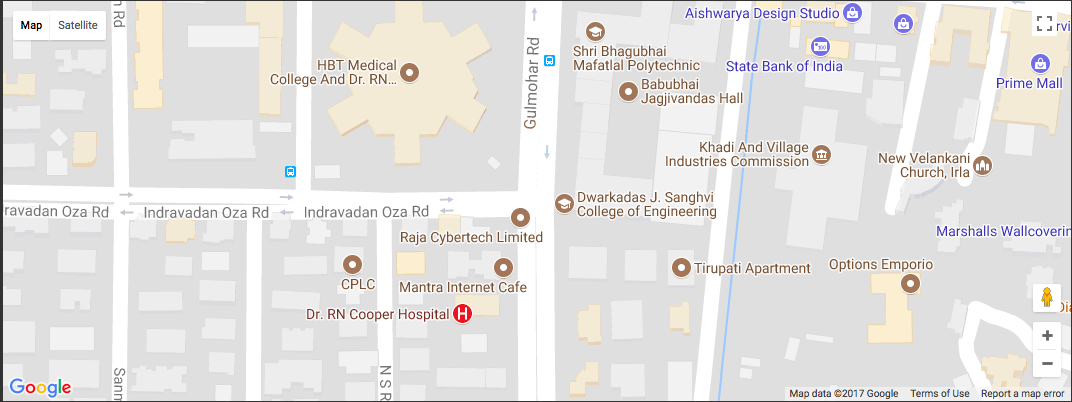 Map
Satellite
Aishwarya Design Studio
Shri Bhagubhai
Mafatlal Polytechnic
State Bank of India
HBT Medical
College And Dr. RN...
Gulmohar Rd
Babubhai
Jagjivandas Hall
Prime Mall
Khadi And Village
Industries Commission
New Velankani
Church, Irla
Indravadan Oza Rd
Indravadan Oza Rd
Dwarkadas J. Sanghvi
College of Engineering
Raja Cybertech Limited
Marshalls Wallcoverin
Tirupati Apartment
Options Emporio
CPLC
Mantra Internet Cafe
Dr. RN Cooper Hospital
H
N S R
Google
Map data ©2017 Google
Terms of Use
Report a map error